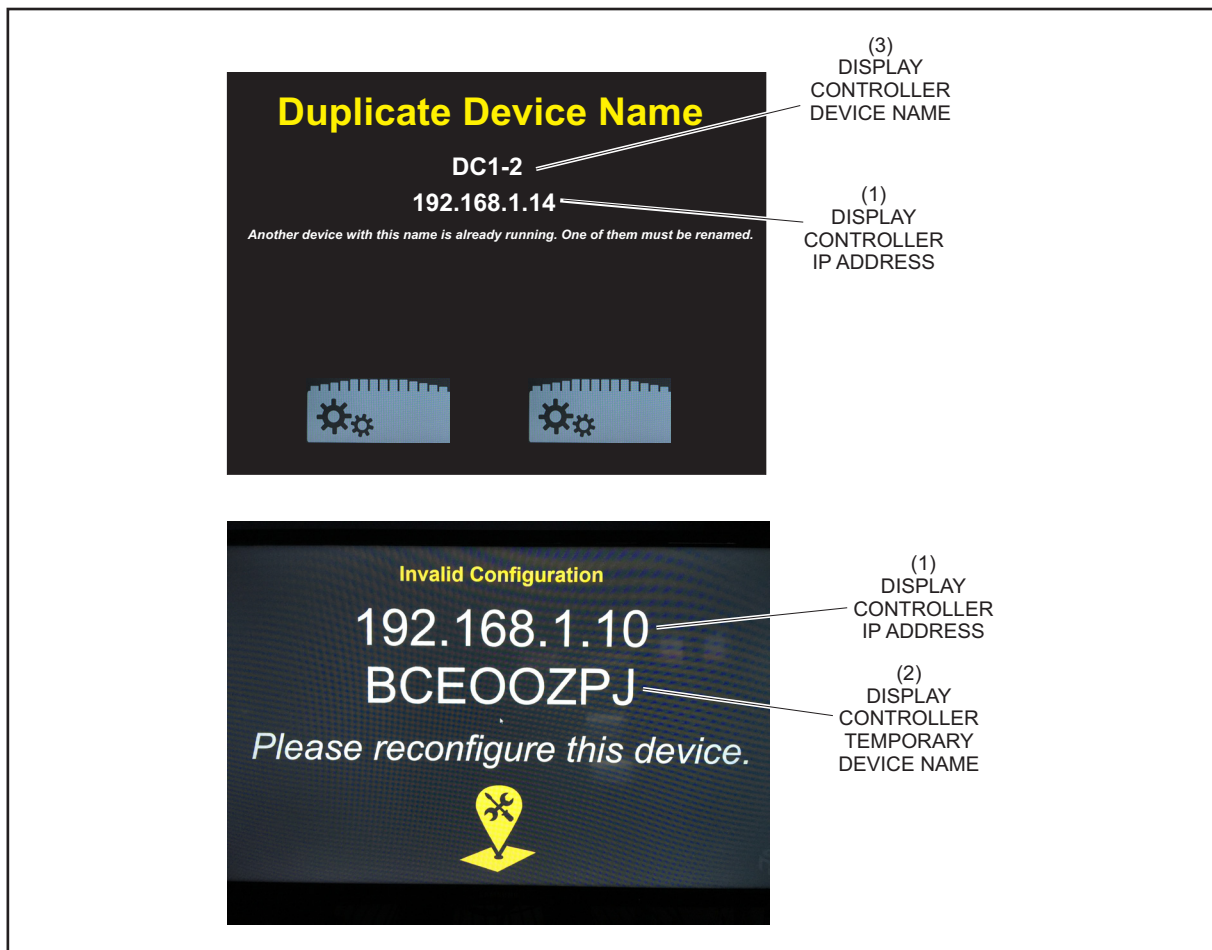 (3)
DISPLAY
CONTROLLER
DEVICE NAME
Duplicate Device Name
DC1-2
192.168.1.14
Another device with this name is already running. One of them must be renamed.
(1)
DISPLAY
CONTROLLER
IP ADDRESS
Invalid Configuration
192.168.1.10
BCEOOZPJ
Please reconfigure this device.
(1)
DISPLAY
CONTROLLER
IP ADDRESS
(2)
DISPLAY
CONTROLLER
TEMPORARY
DEVICE NAME